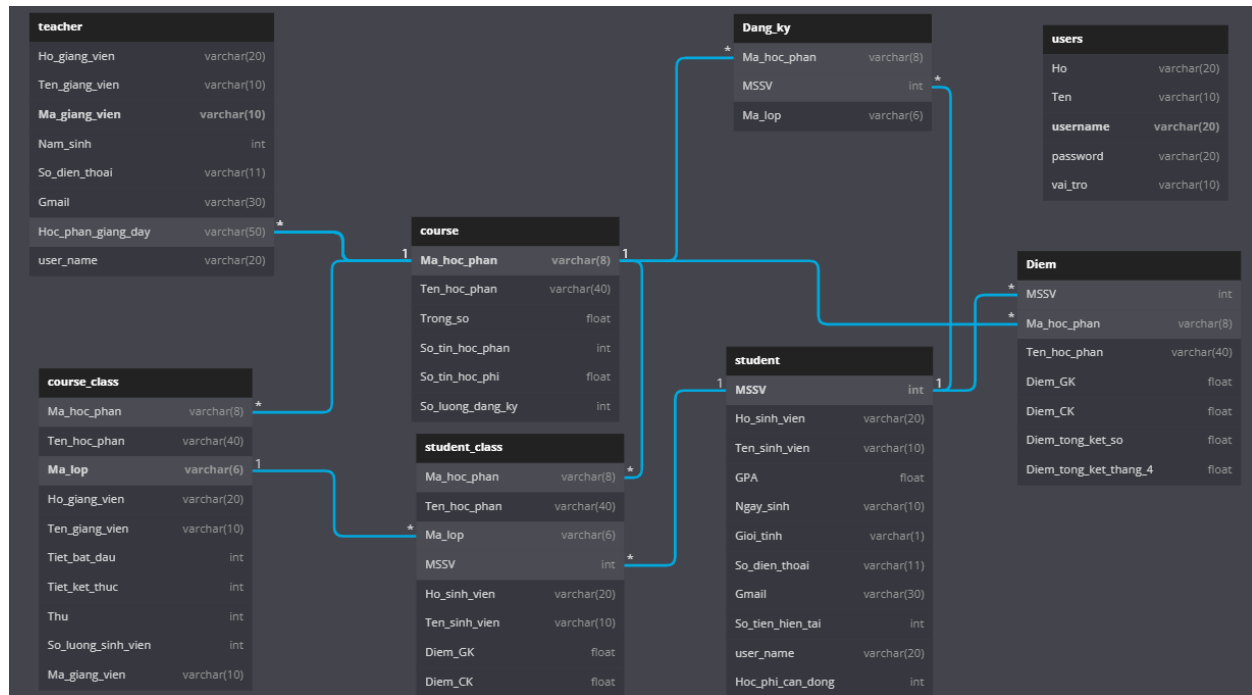 teacher
Ho_giang_vien varchar(20)
Ten_giang_vien varchar(10)
Ma_giang_vien varchar(10)
Nam_sinh int
So_dien_thoai varchar(11)
Gmail varchar(30)
Hoc_phan_giang_day varchar(50) *
user_name varchar(20)
course_class
Ma_hoc_phan varchar(8) *
Ten_hoc_phan varchar(40)
Ma_lop varchar(6) 1
Ho_giang_vien varchar(20)
Ten_giang_vien varchar(10)
Tiet_bat_dau int
Tiet_ket_thuc int
Thu int
So_luong_sinh_vien int
Ma_giang_vien varchar(10)
course
1 Ma_hoc_phan varchar(8) 1
Ten_hoc_phan varchar(40)
Trong_so float
So_tin_hoc_phan int
So_tin_hoc_phi float
So_luong_dang_ky int
student_class
Ma_hoc_phan varchar(8) *
Ten_hoc_phan varchar(40)
* Ma_lop varchar(6)
MSSV int *
Ho_sinh_vien varchar(20)
Ten_sinh_vien varchar(10)
Diem_GK float
Diem_CK float
Dang_ky
* Ma_hoc_phan varchar(8)
MSSV int *
Ma_lop varchar(6)
student
1 MSSV int 1
Ho_sinh_vien varchar(20)
Ten_sinh_vien varchar(10)
GPA float
Ngay_sinh varchar(10)
Gioi_tinh varchar(1)
So_dien_thoai varchar(11)
Gmail varchar(30)
So_tien_hien_tai int
user_name varchar(20)
Hoc_phi_can_dong int
users
Ho varchar(20)
Ten varchar(10)
username varchar(20)
password varchar(20)
vai_tro varchar(10)
Diem
* MSSV int
* Ma_hoc_phan varchar(8)
Ten_hoc_phan varchar(40)
Diem_GK float
Diem_CK float
Diem_tong_ket_so float
Diem_tong_ket_thang_4 float